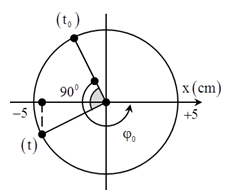 (t₀)
x(cm)
90⁰
−5
+5
(t)
φ₀